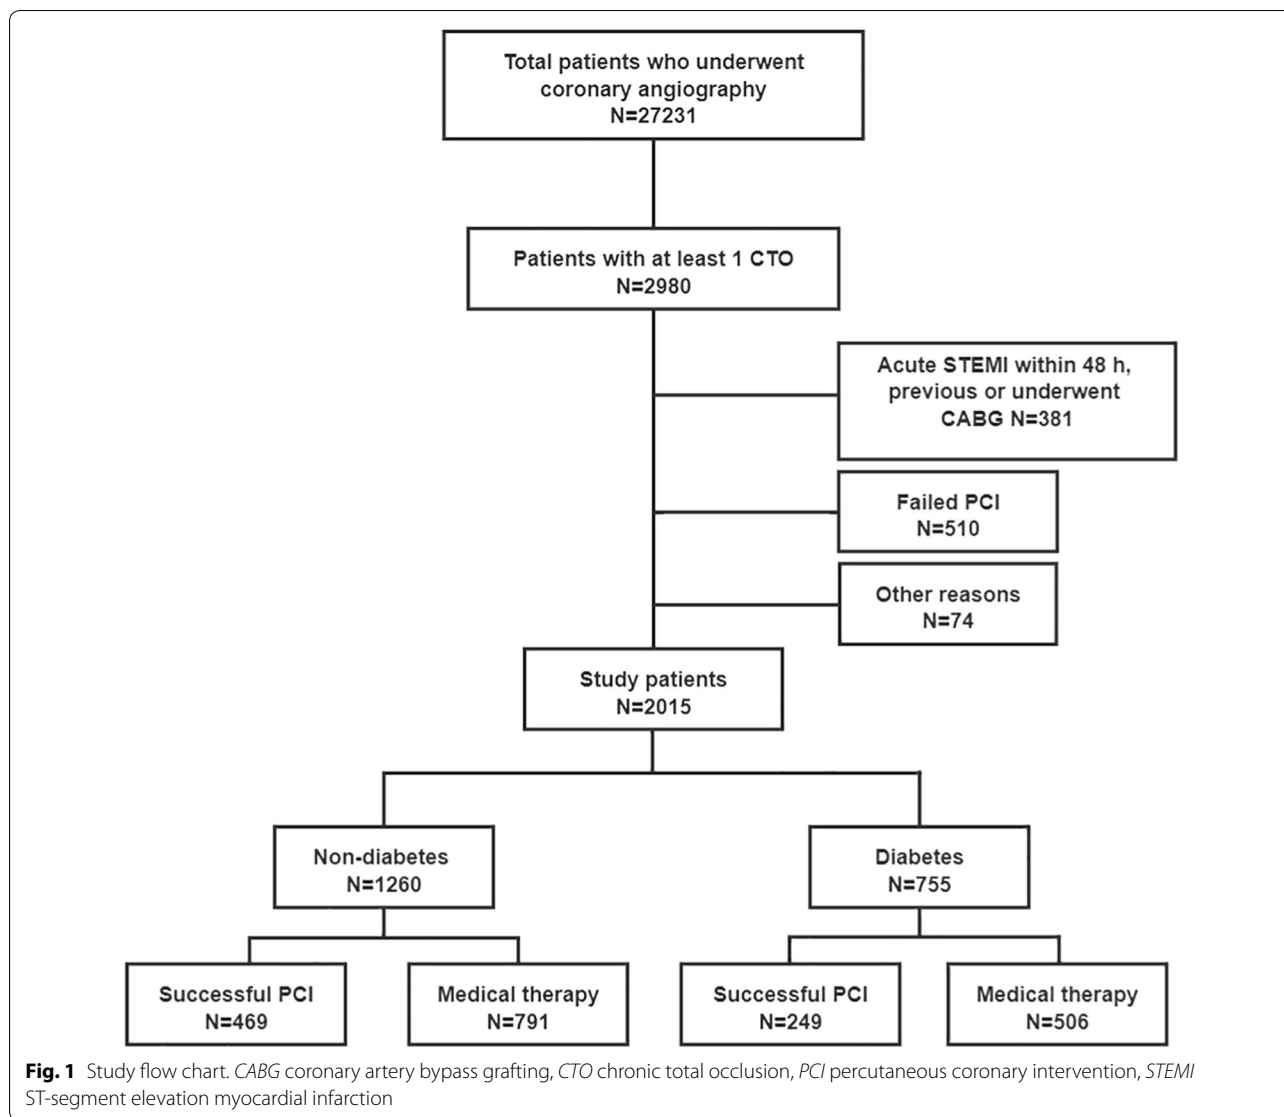 Total patients who underwent
coronary angiography
N=27231
Patients with at least 1 CTO
N=2980
Acute STEMI within 48 h,
previous or underwent
CABG N=381
Failed PCI
N=510
Other reasons
N=74
Study patients
N=2015
Non-diabetes
N=1260
Diabetes
N=755
Successful PCI
N=469
Medical therapy
N=791
Successful PCI
N=249
Medical therapy
N=506
Fig. 1 Study flow chart. CABG coronary artery bypass grafting, CTO chronic total occlusion, PCI percutaneous coronary intervention, STEMI
ST-segment elevation myocardial infarction